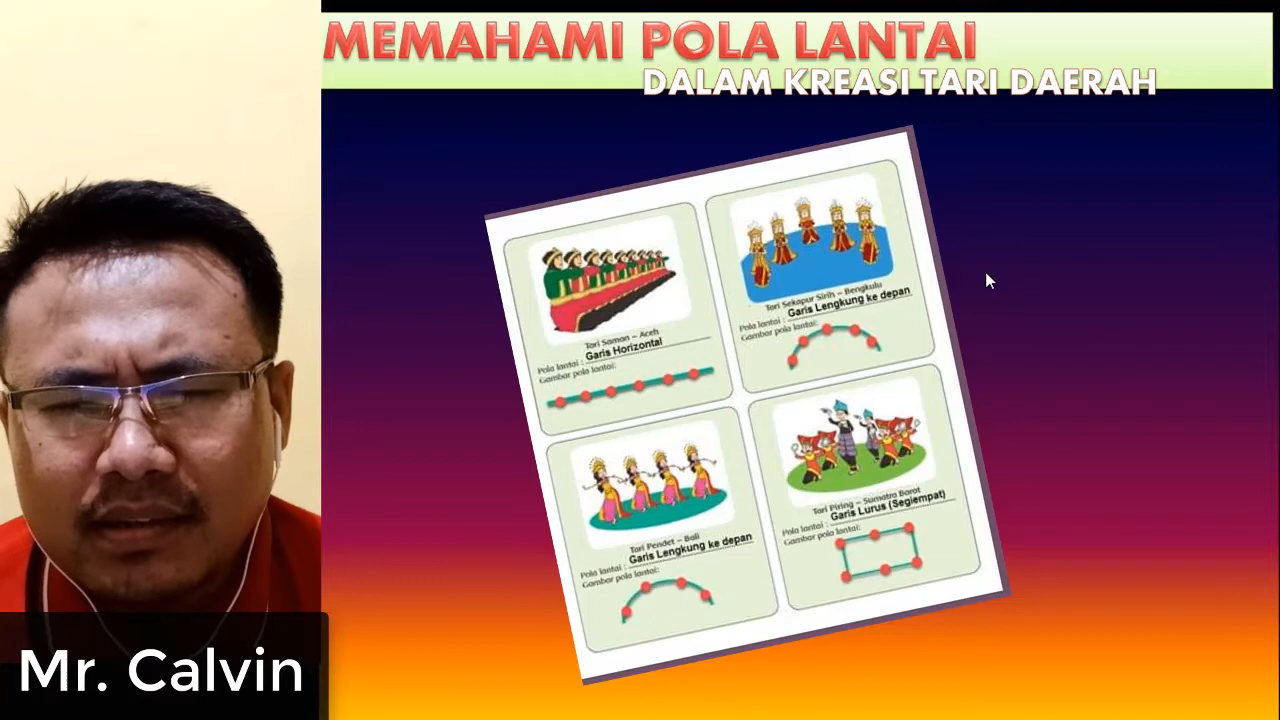 MEMAHAMI POLA LANTAI
DALAM KREASI TARI DAERAH
Tari Saman – Aceh
Pola lantai : Garis Horizontal
Gambar pola lantai:
Tari Sekapur Sirih – Bengkulu
Pola lantai : Garis Lengkung ke depan
Gambar pola lantai:
Tari Pendet – Bali
Pola lantai : Garis Lengkung ke depan
Gambar pola lantai:
Tari Piring – Sumatra Barat
Pola lantai : Garis Lurus (Segiempat)
Gambar pola lantai:
Mr. Calvin